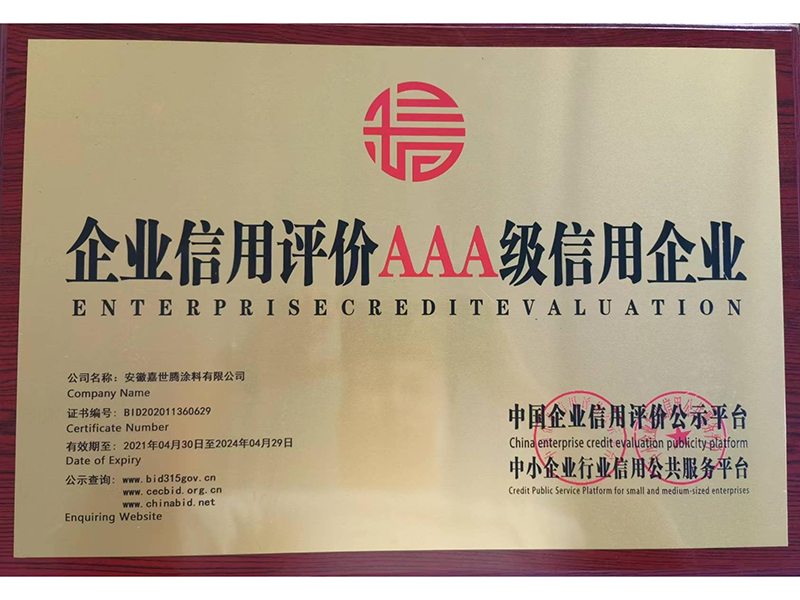 企业信用评价AAA级信用企业
ENTERPRISECREDITEVALUATION
公司名称：安徽嘉世腾涂料有限公司
Company Name
证书编号：BID202011360629
Certificate Number
有效期至：2021年04月30日至2024年04月29日
Date of Expiry
公示查询：www.bid315gov.cn
www.cecbid.org.cn
www.chinabid.net
Enquiring Website
中国企业信用评价公示平台
China enterprise credit evaluation publicity platform
中小企业行业信用公共服务平台
Credit Public Service Platform for small and medium-sized enterprises